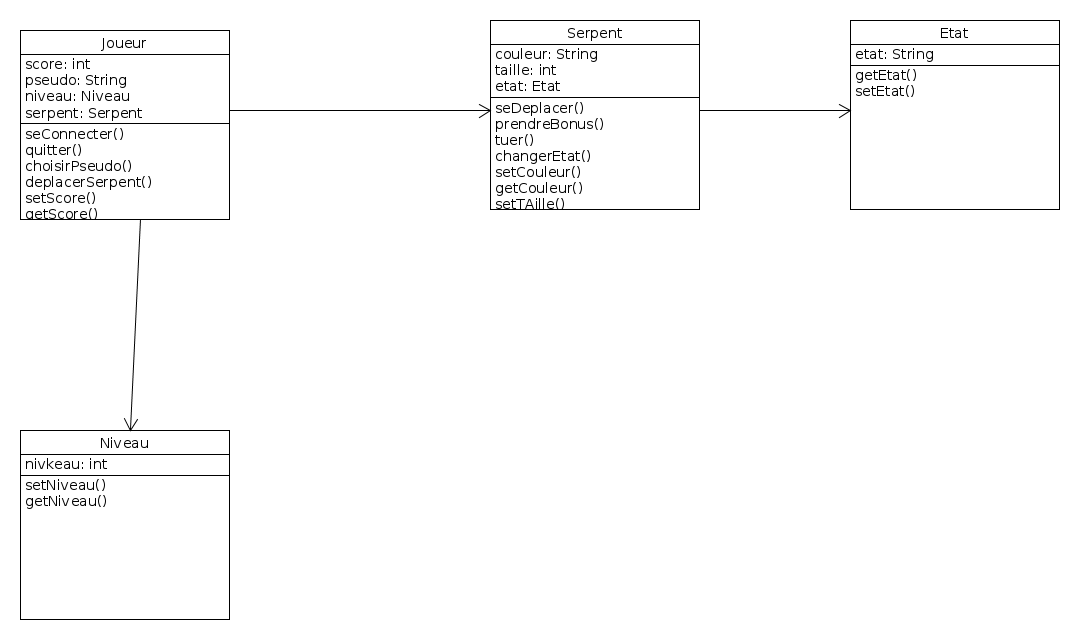 Joueur
score: int
pseudo: String
niveau: Niveau
serpent: Serpent
seConnecter()
quitter()
choisirPseudo()
deplacerSerpent()
setScore()
getScore()
Serpent
couleur: String
taille: int
etat: Etat
seDeplacer()
prendreBonus()
tuer()
changerEtat()
setCouleur()
getCouleur()
setTAille()
Etat
etat: String
getEtat()
setEtat()
Niveau
nivkeau: int
setNiveau()
getNiveau()